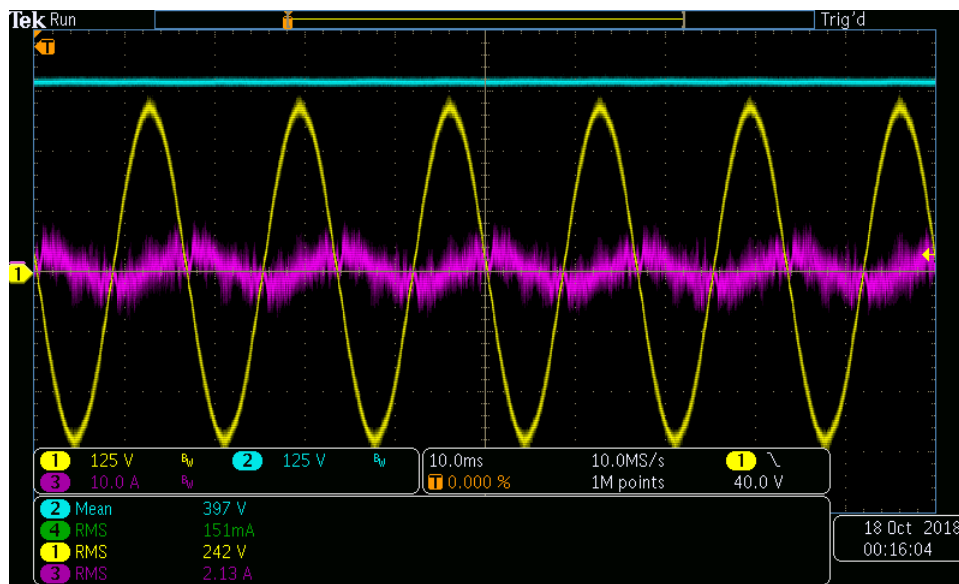 Tek Run Trig'd
T
T
1
1 125 V BW 2 125 V BW
3 10.0 A BW
10.0ms 10.0MS/s 1 \
T 0.000 % 1M points 40.0 V
2 Mean 397 V
4 RMS 151mA
1 RMS 242 V
3 RMS 2.13 A
18 Oct 2018
00:16:04